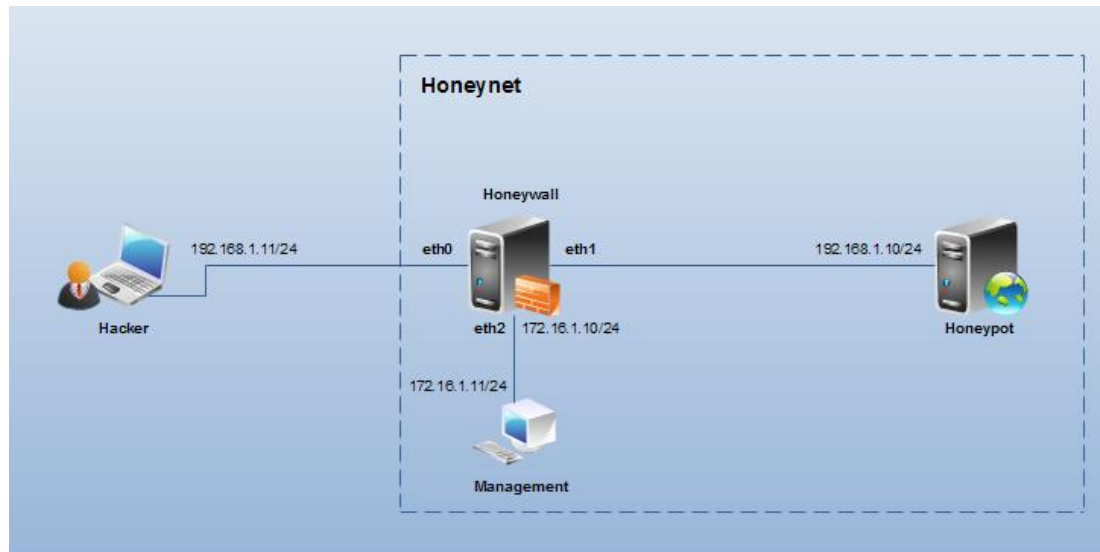 Honeynet
Honeywall
192.168.1.11/24
eth0
eth1
192.168.1.10/24
Hacker
eth2
172.16.1.10/24
Honeypot
172.16.1.11/24
Management